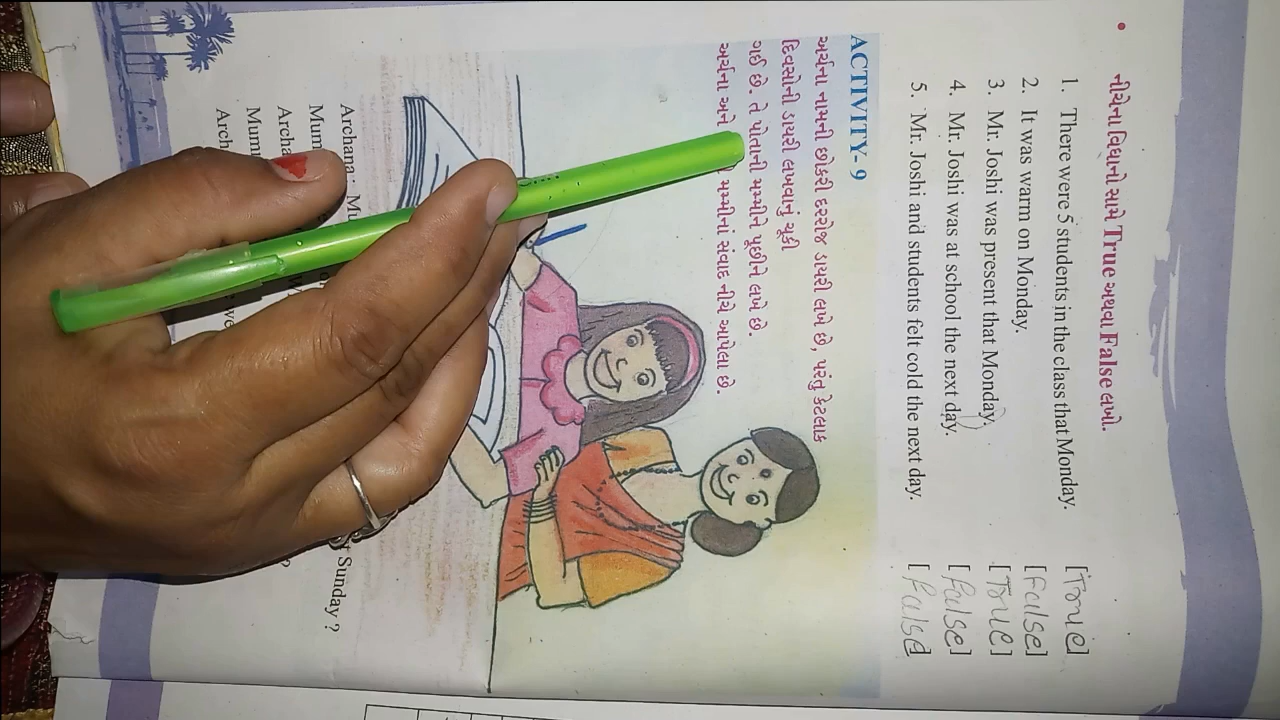 • નીચેના વિધાનો સામે True અથવા False લખો.
1. There were 5 students in the class that Monday. [True]
2. It was warm on Monday. [False]
3. Mr. Joshi was present that Monday. [True]
4. Mr. Joshi was at school the next day. [false]
5. Mr. Joshi and students felt cold the next day. [false]
ACTIVITY-9
અર્ચના નામની છોકરી દરરોજ ડાયરી લખે છે, પરંતુ કેટલાક
દિવસોની ડાયરી લખવાનું ચૂકી
ગઈ છે. તે પોતાની મમ્મીને પૂછીને લખે છે.
અર્ચના અને મમ્મીનાં સંવાદ નીચે આપેલા છે.
Archana : Sunday ?